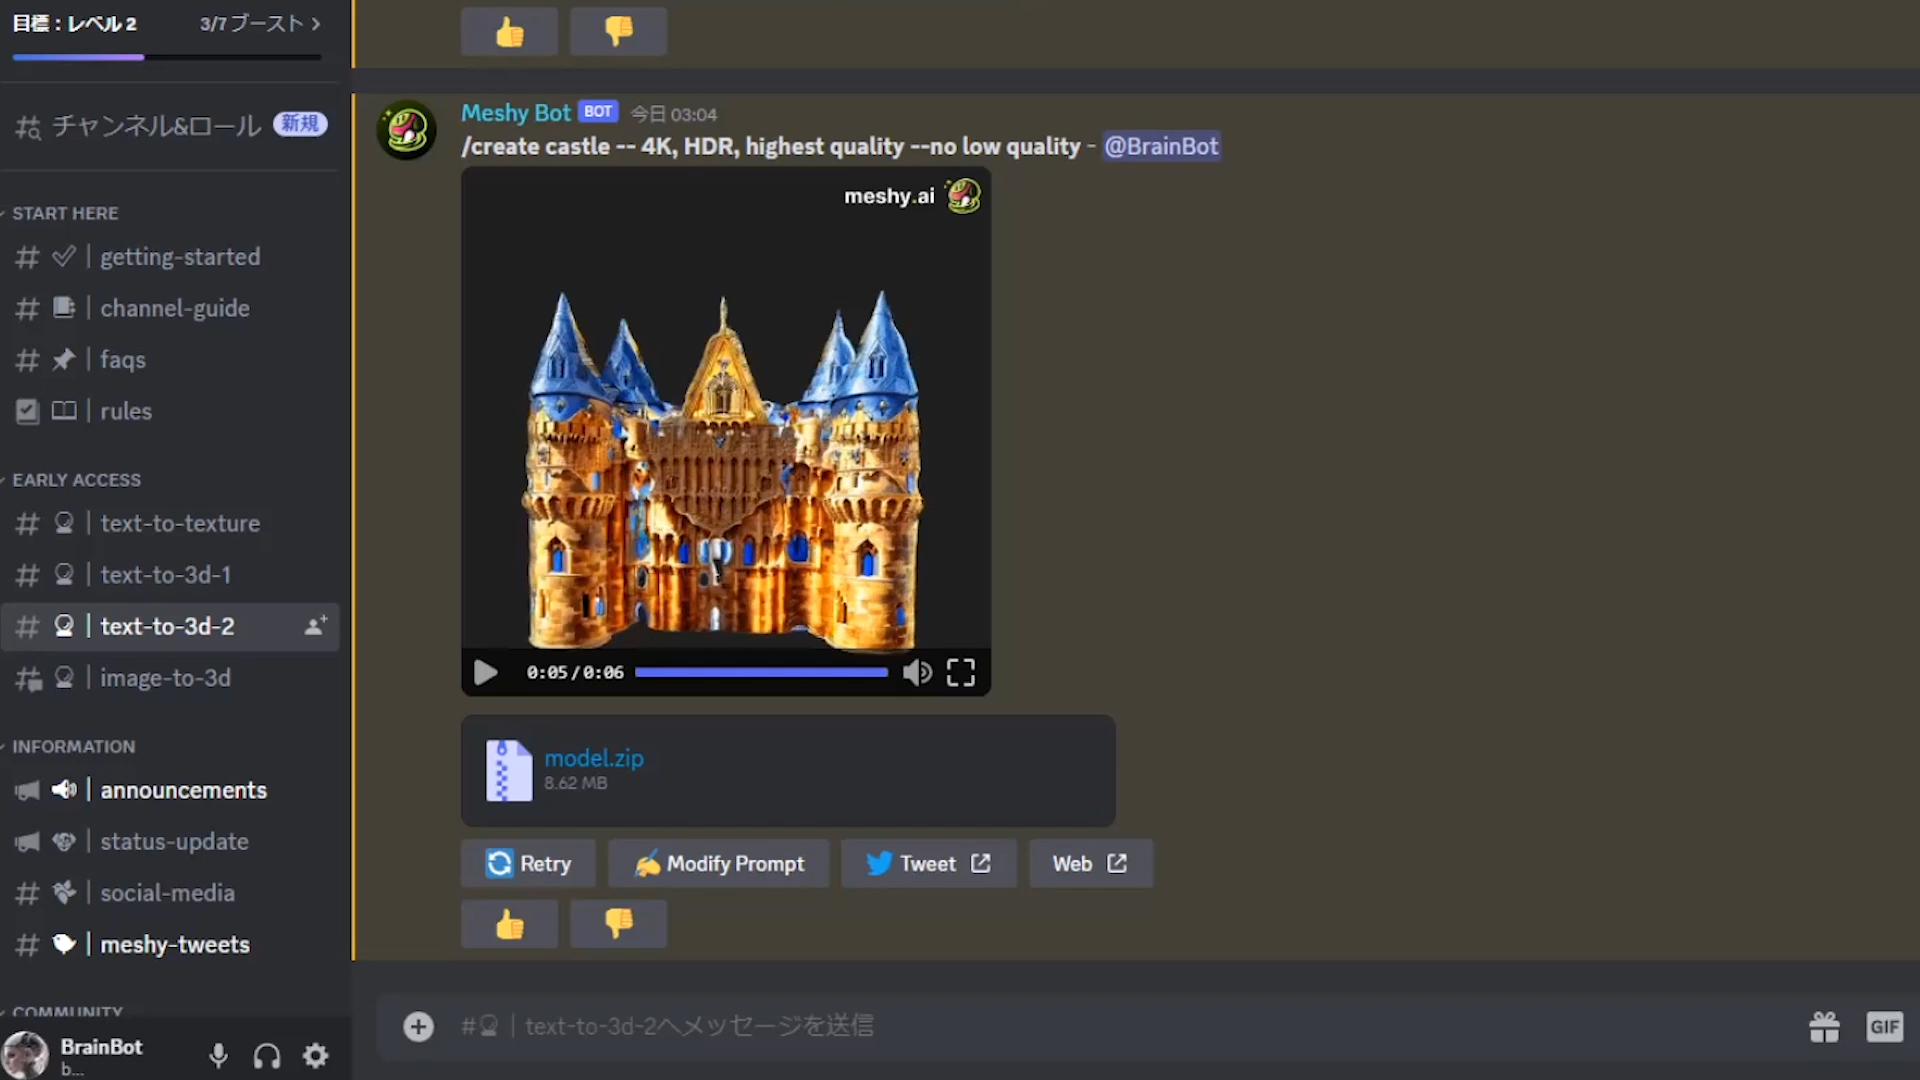 目標：レベル 2
3/7 ブースト
チャンネル&ロール
新規
START HERE
getting-started
channel-guide
faqs
rules
EARLY ACCESS
text-to-texture
text-to-3d-1
text-to-3d-2
image-to-3d
INFORMATION
announcements
status-update
social-media
meshy-tweets
COMMUNITY
BrainBot
b...
Meshy Bot BOT 今日 03:04
/create castle -- 4K, HDR, highest quality --no low quality - @BrainBot
meshy.ai
0:05/0:06
model.zip
8.62 MB
Retry
Modify Prompt
Tweet
Web
text-to-3d-2へメッセージを送信
GIF